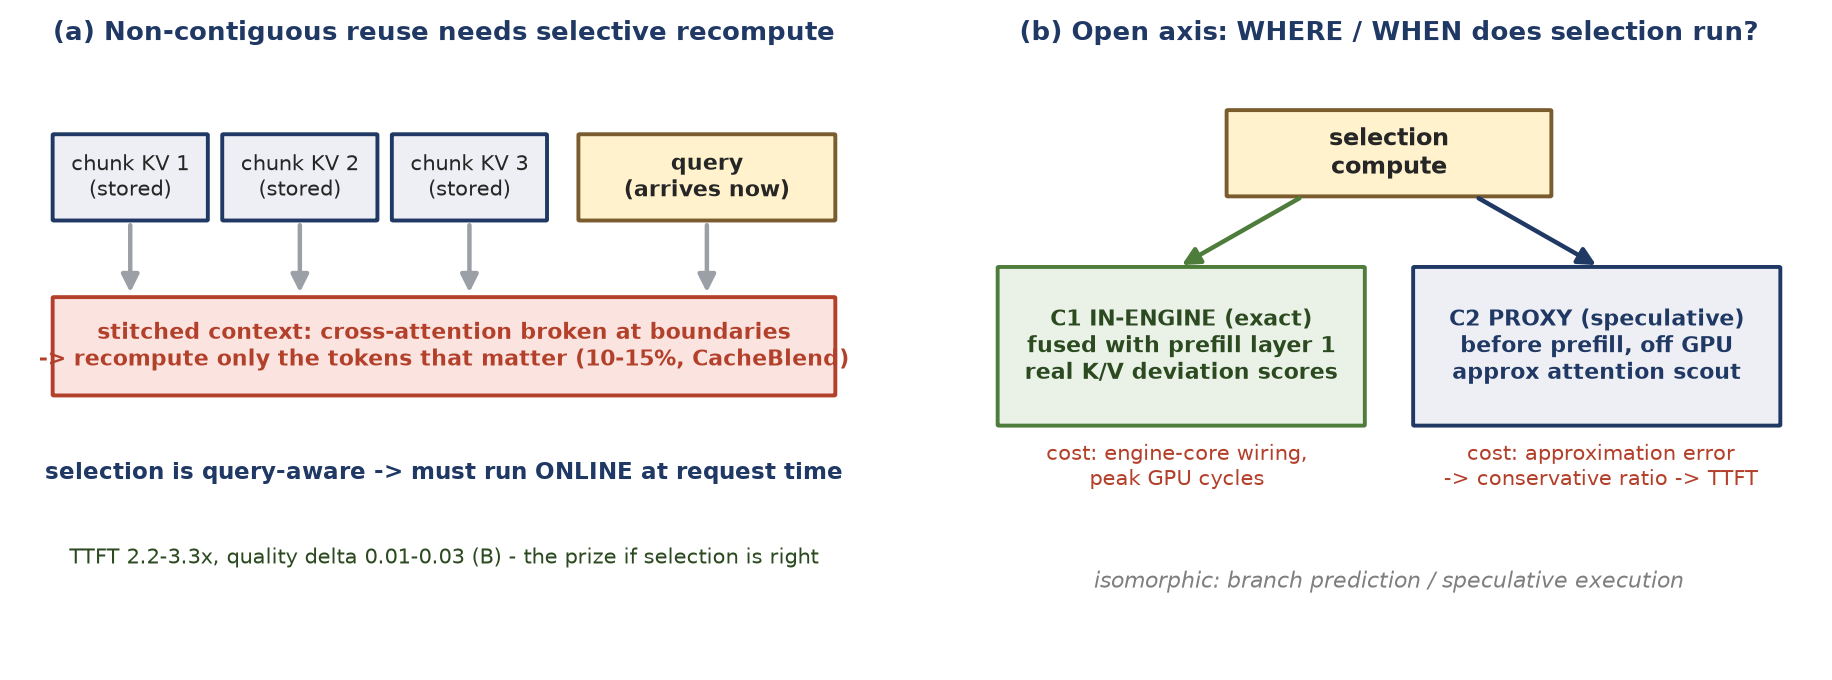 (a) Non-contiguous reuse needs selective recompute
chunk KV 1
(stored)
chunk KV 2
(stored)
chunk KV 3
(stored)
query
(arrives now)
stitched context: cross-attention broken at boundaries
-> recompute only the tokens that matter (10-15%, CacheBlend)
selection is query-aware -> must run ONLINE at request time
TTFT 2.2-3.3x, quality delta 0.01-0.03 (B) - the prize if selection is right
(b) Open axis: WHERE / WHEN does selection run?
selection
compute
C1 IN-ENGINE (exact)
fused with prefill layer 1
real K/V deviation scores
cost: engine-core wiring,
peak GPU cycles
C2 PROXY (speculative)
before prefill, off GPU
approx attention scout
cost: approximation error
-> conservative ratio -> TTFT
isomorphic: branch prediction / speculative execution